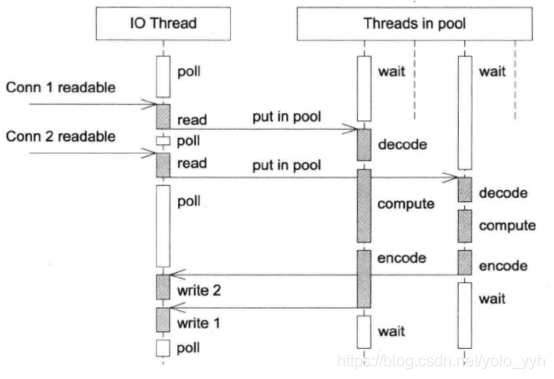 IO Thread
Threads in pool
poll
wait
wait
Conn 1 readable
read
put in pool
Conn 2 readable
poll
decode
read
put in pool
poll
decode
compute
compute
encode
encode
write 2
wait
write 1
wait
poll
https://blog.csdn.net/yolo_yyh